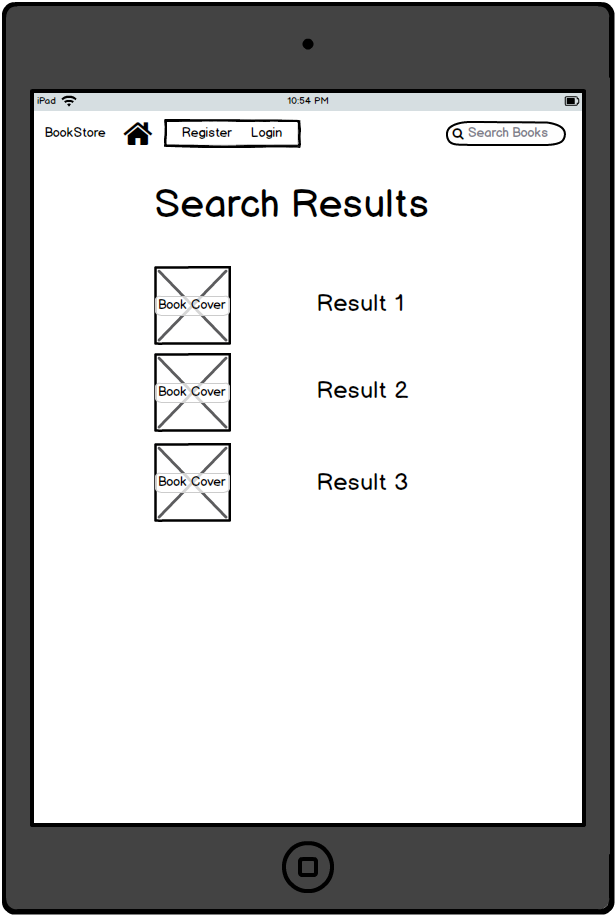 iPad 10:54 PM
BookStore Register Login Search Books
Search Results
Book Cover Result 1
Book Cover Result 2
Book Cover Result 3